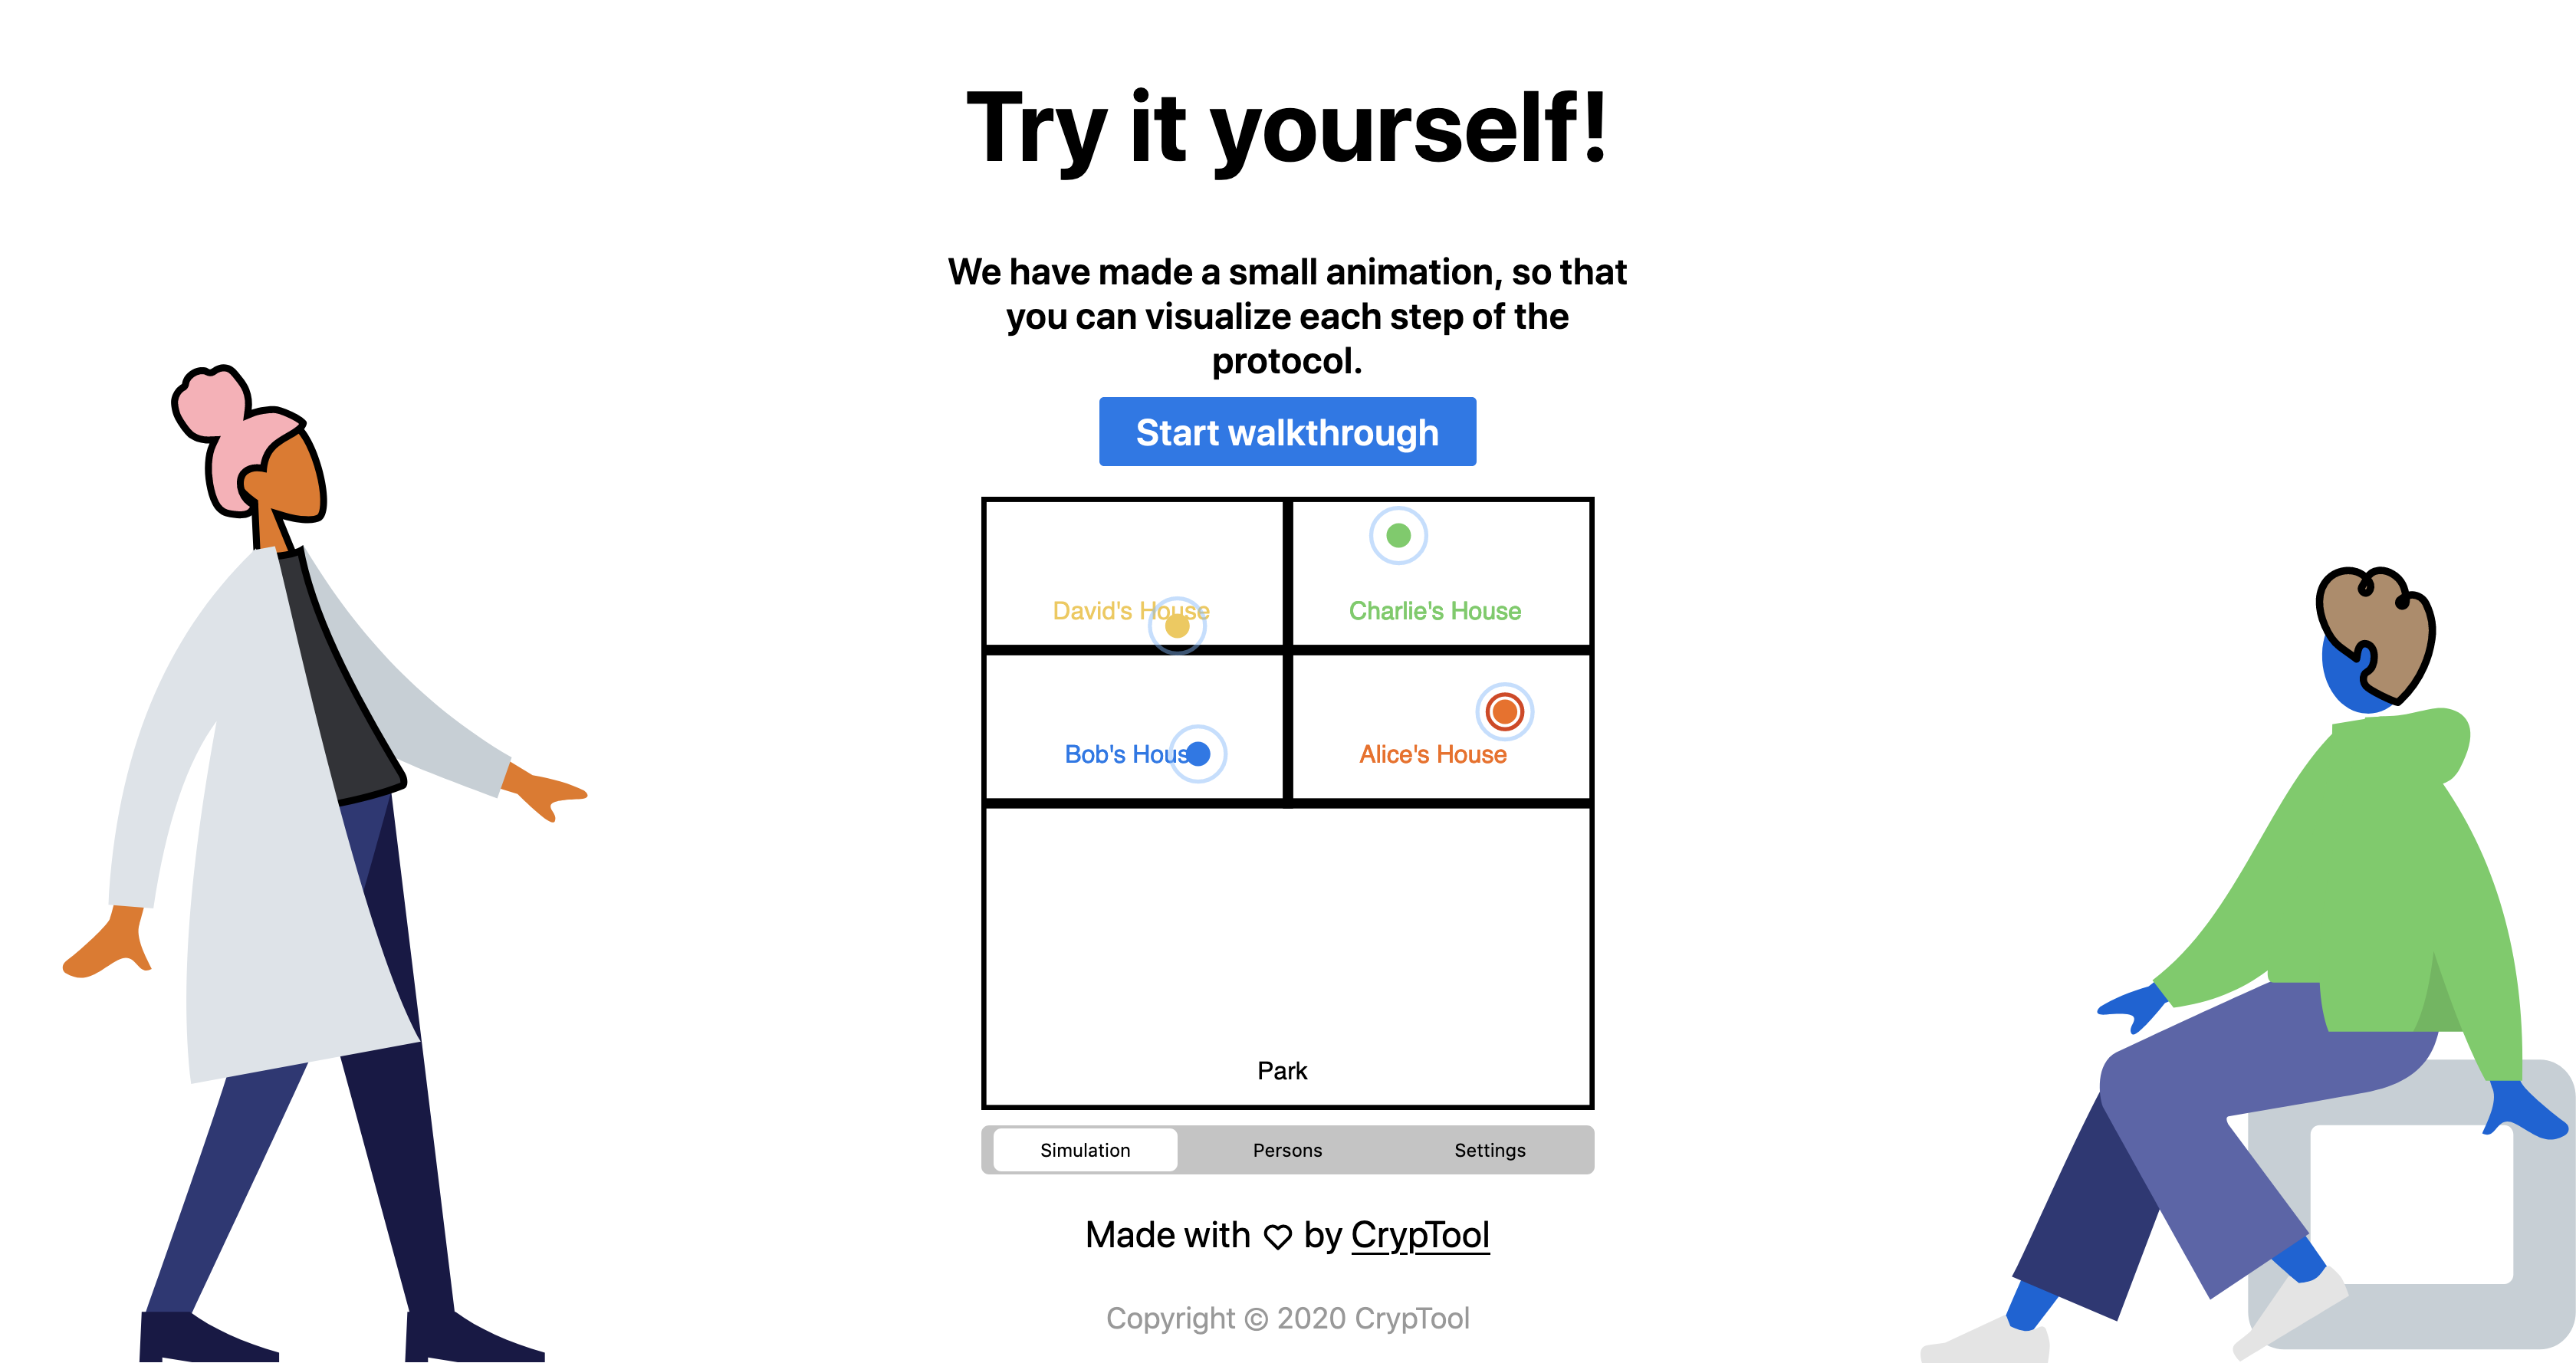 Try it yourself!
We have made a small animation, so that
you can visualize each step of the
protocol.
Start walkthrough
David's House
Charlie's House
Bob's Hous
Alice's House
Park
Simulation
Persons
Settings
Made with ♡ by CrypTool
Copyright © 2020 CrypTool